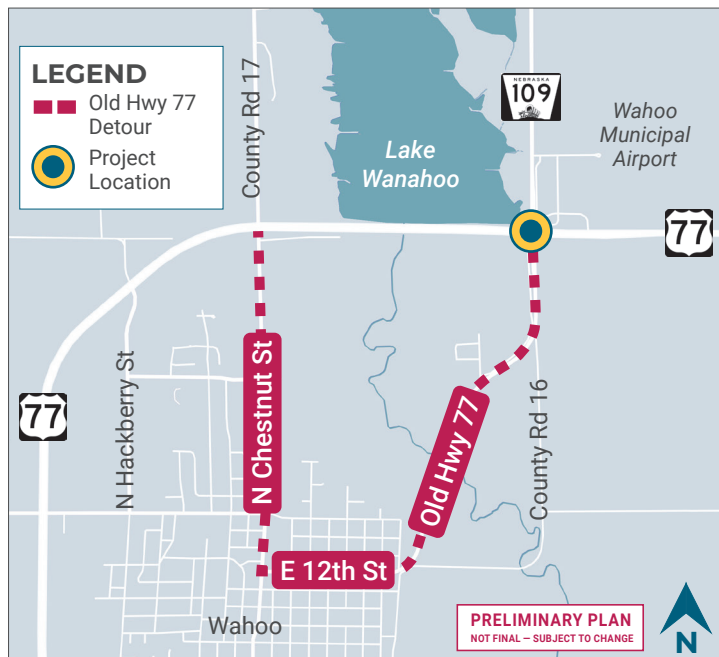 LEGEND
Old Hwy 77
Detour
Project
Location
County Rd 17
NEBRASKA
109
Wahoo
Municipal
Airport
Lake
Wanahoo
77
77
N Hackberry St
N Chestnut St
Old Hwy 77
County Rd 16
E 12th St
Wahoo
PRELIMINARY PLAN
NOT FINAL — SUBJECT TO CHANGE
N